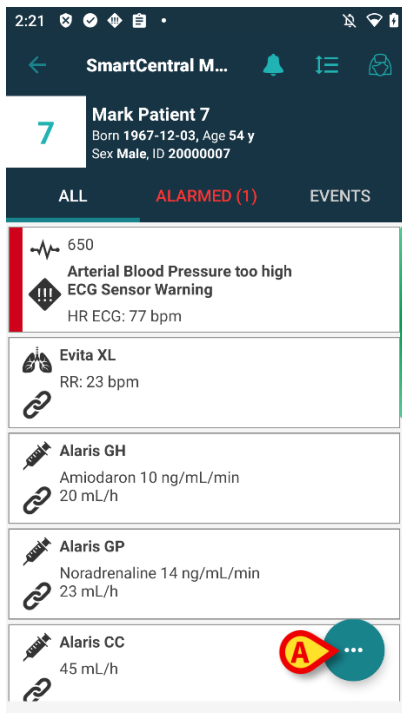 2:21
SmartCentral M...
7
Mark Patient 7
Born 1967-12-03, Age 54 y
Sex Male, ID 20000007
ALL ALARMED (1) EVENTS
650
Arterial Blood Pressure too high
!!! ECG Sensor Warning
HR ECG: 77 bpm
Evita XL
RR: 23 bpm
Alaris GH
Amiodaron 10 ng/mL/min
20 mL/h
Alaris GP
Noradrenaline 14 ng/mL/min
23 mL/h
Alaris CC
A ...
45 mL/h